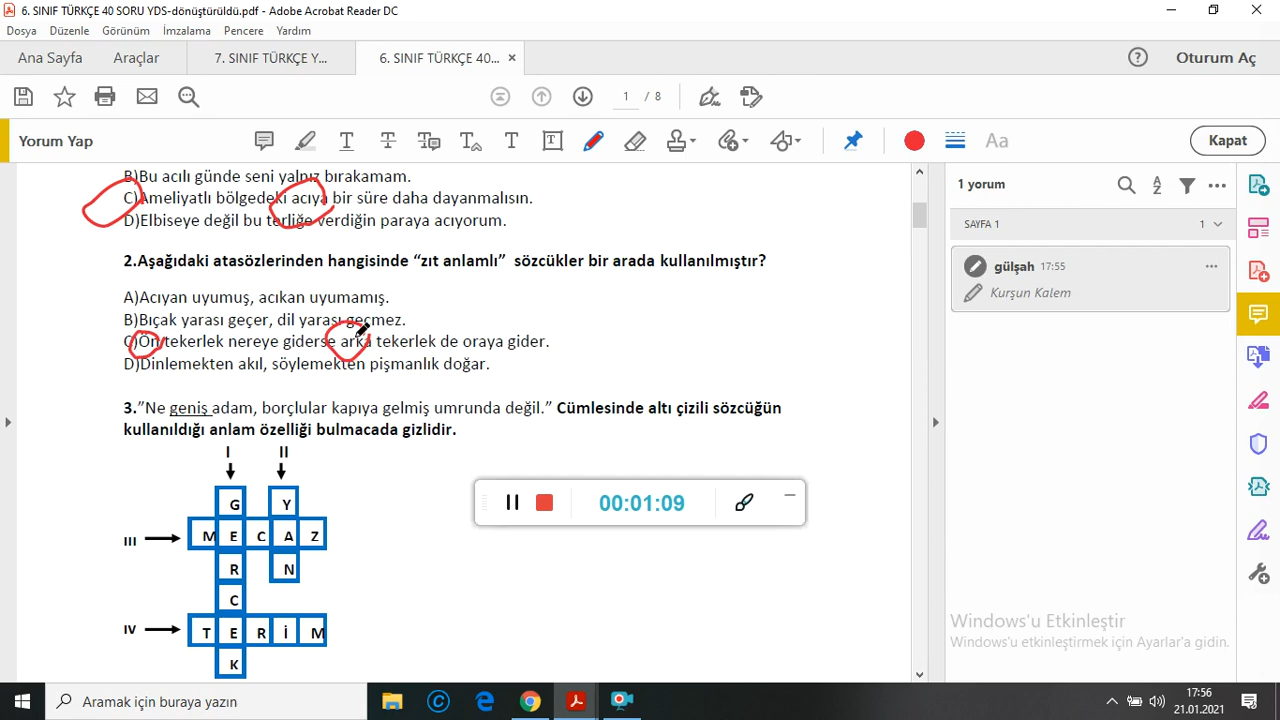 6. SINIF TÜRKÇE 40 SORU YDS-dönüştürüldü.pdf - Adobe Acrobat Reader DC
Dosya Düzenle Görünüm İmzalama Pencere Yardım
Ana Sayfa Araçlar 7. SINIF TÜRKÇE Y... 6. SINIF TÜRKÇE 40... × Oturum Aç
1 / 8
Yorum Yap Kapat
B)Bu acılı günde seni yalnız bırakamam.
C)Ameliyatlı bölgedeki acıya bir süre daha dayanmalısın.
D)Elbiseye değil bu terliğe verdiğin paraya acıyorum.
2.Aşağıdaki atasözlerinden hangisinde “zıt anlamlı” sözcükler bir arada kullanılmıştır?
A)Acıyan uyumuş, acıkan uyumamış.
B)Bıçak yarası geçer, dil yarası geçmez.
C)Ön tekerlek nereye giderse arka tekerlek de oraya gider.
D)Dinlemekten akıl, söylemekten pişmanlık doğar.
3.”Ne geniş adam, borçlular kapıya gelmiş umrunda değil.” Cümlesinde altı çizili sözcüğün
kullanıldığı anlam özelliği bulmacada gizlidir.
I II
G Y
III M E C A Z
R N
C
IV T E R İ M
K
00:01:09
1 yorum
SAYFA 1 1
gülşah 17:55
Kurşun Kalem
Windows'u Etkinleştir
Windows'u etkinleştirmek için Ayarlar'a gidin.
Aramak için buraya yazın
17:56
21.01.2021